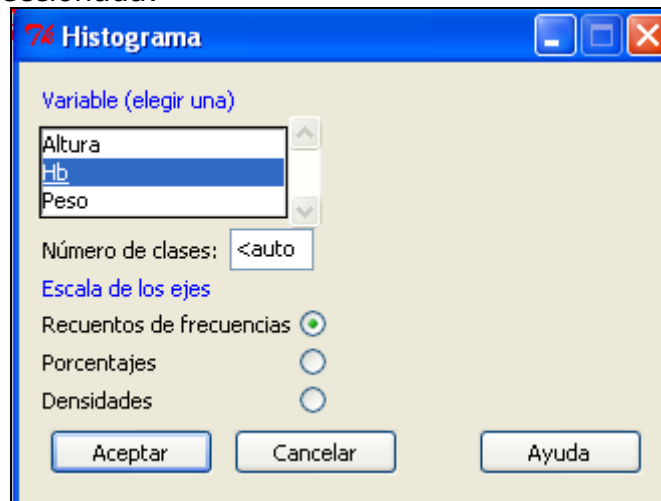 Histograma
Variable (elegir una)
Altura
Hb
Peso
Número de clases: <auto
Escala de los ejes
Recuentos de frecuencias
Porcentajes
Densidades
Aceptar Cancelar Ayuda